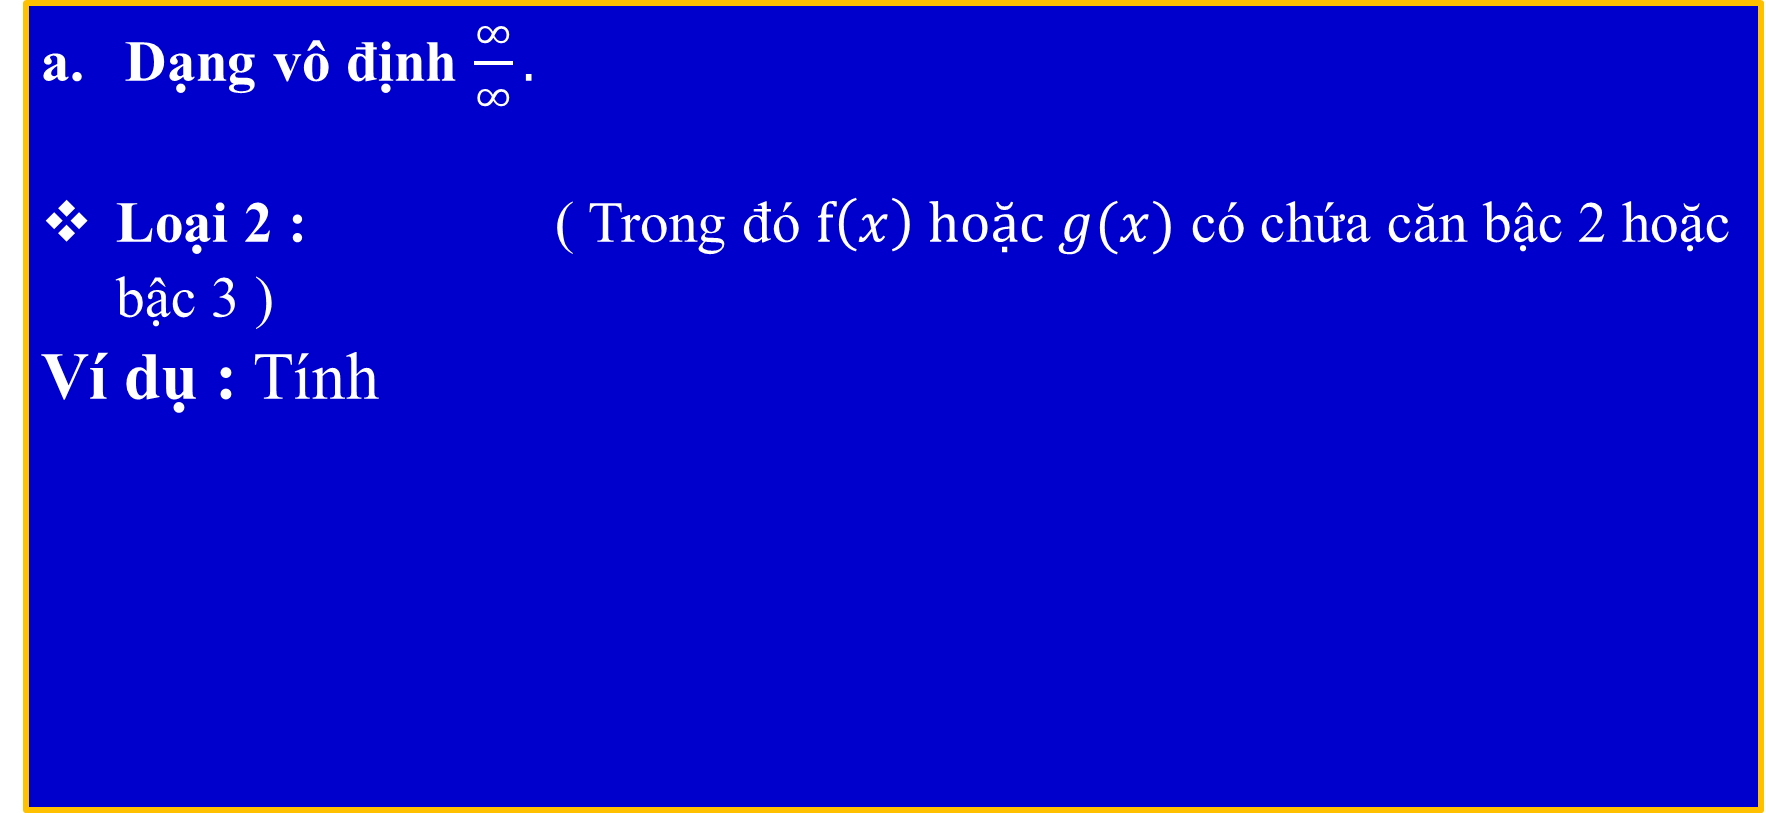 a. Dạng vô định ∞/∞ .
❖ Loại 2 : ( Trong đó f(x) hoặc g(x) có chứa căn bậc 2 hoặc
bậc 3 )
Ví dụ : Tính